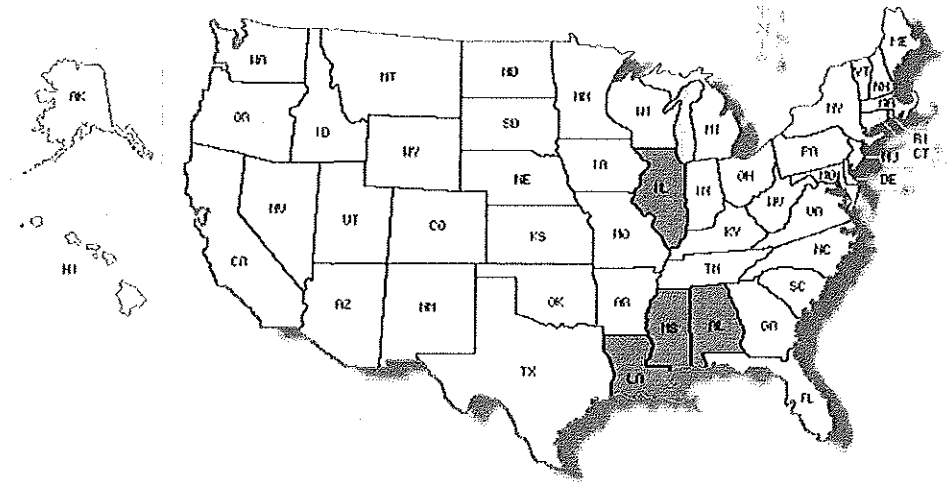 WA
MT
ND
MN
ME
VT
NH
AK
OR
ID
SD
WI
MI
NY
MA
RI
CT
WY
IA
PA
NJ
NE
IL
IN
OH
MD
DE
NV
UT
CO
KS
MO
KY
WV
VA
HI
CA
TN
NC
AZ
NM
OK
AR
SC
MS
AL
GA
TX
LA
FL